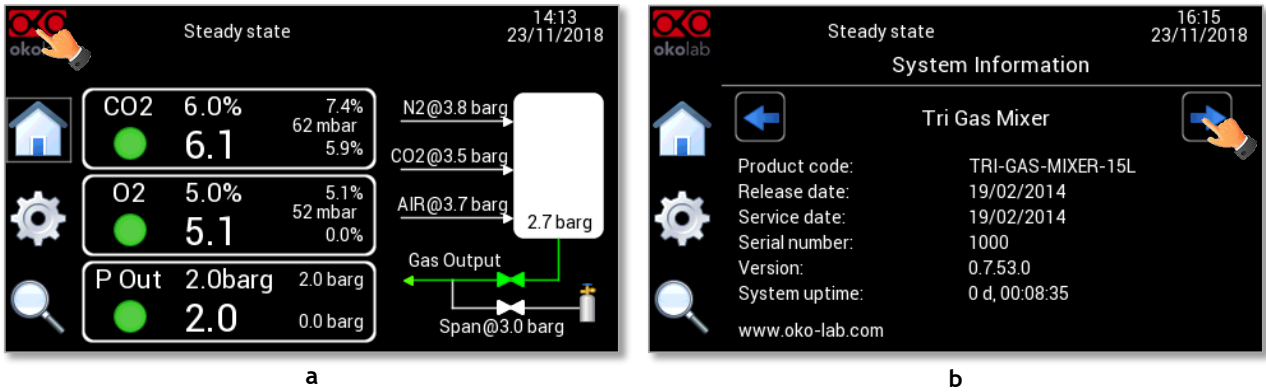 Steady state
14:13
23/11/2018
okolab
CO2 6.0% 7.4%
62 mbar
6.1 5.9%
O2 5.0% 5.1%
52 mbar
5.1 0.0%
P Out 2.0barg 2.0 barg
2.0 0.0 barg
N2@3.8 barg
CO2@3.5 barg
AIR@3.7 barg
2.7 barg
Gas Output
Span@3.0 barg
a
okolab
Steady state
16:15
23/11/2018
System Information
Tri Gas Mixer
Product code: TRI-GAS-MIXER-15L
Release date: 19/02/2014
Service date: 19/02/2014
Serial number: 1000
Version: 0.7.53.0
System uptime: 0 d, 00:08:35
www.oko-lab.com
b